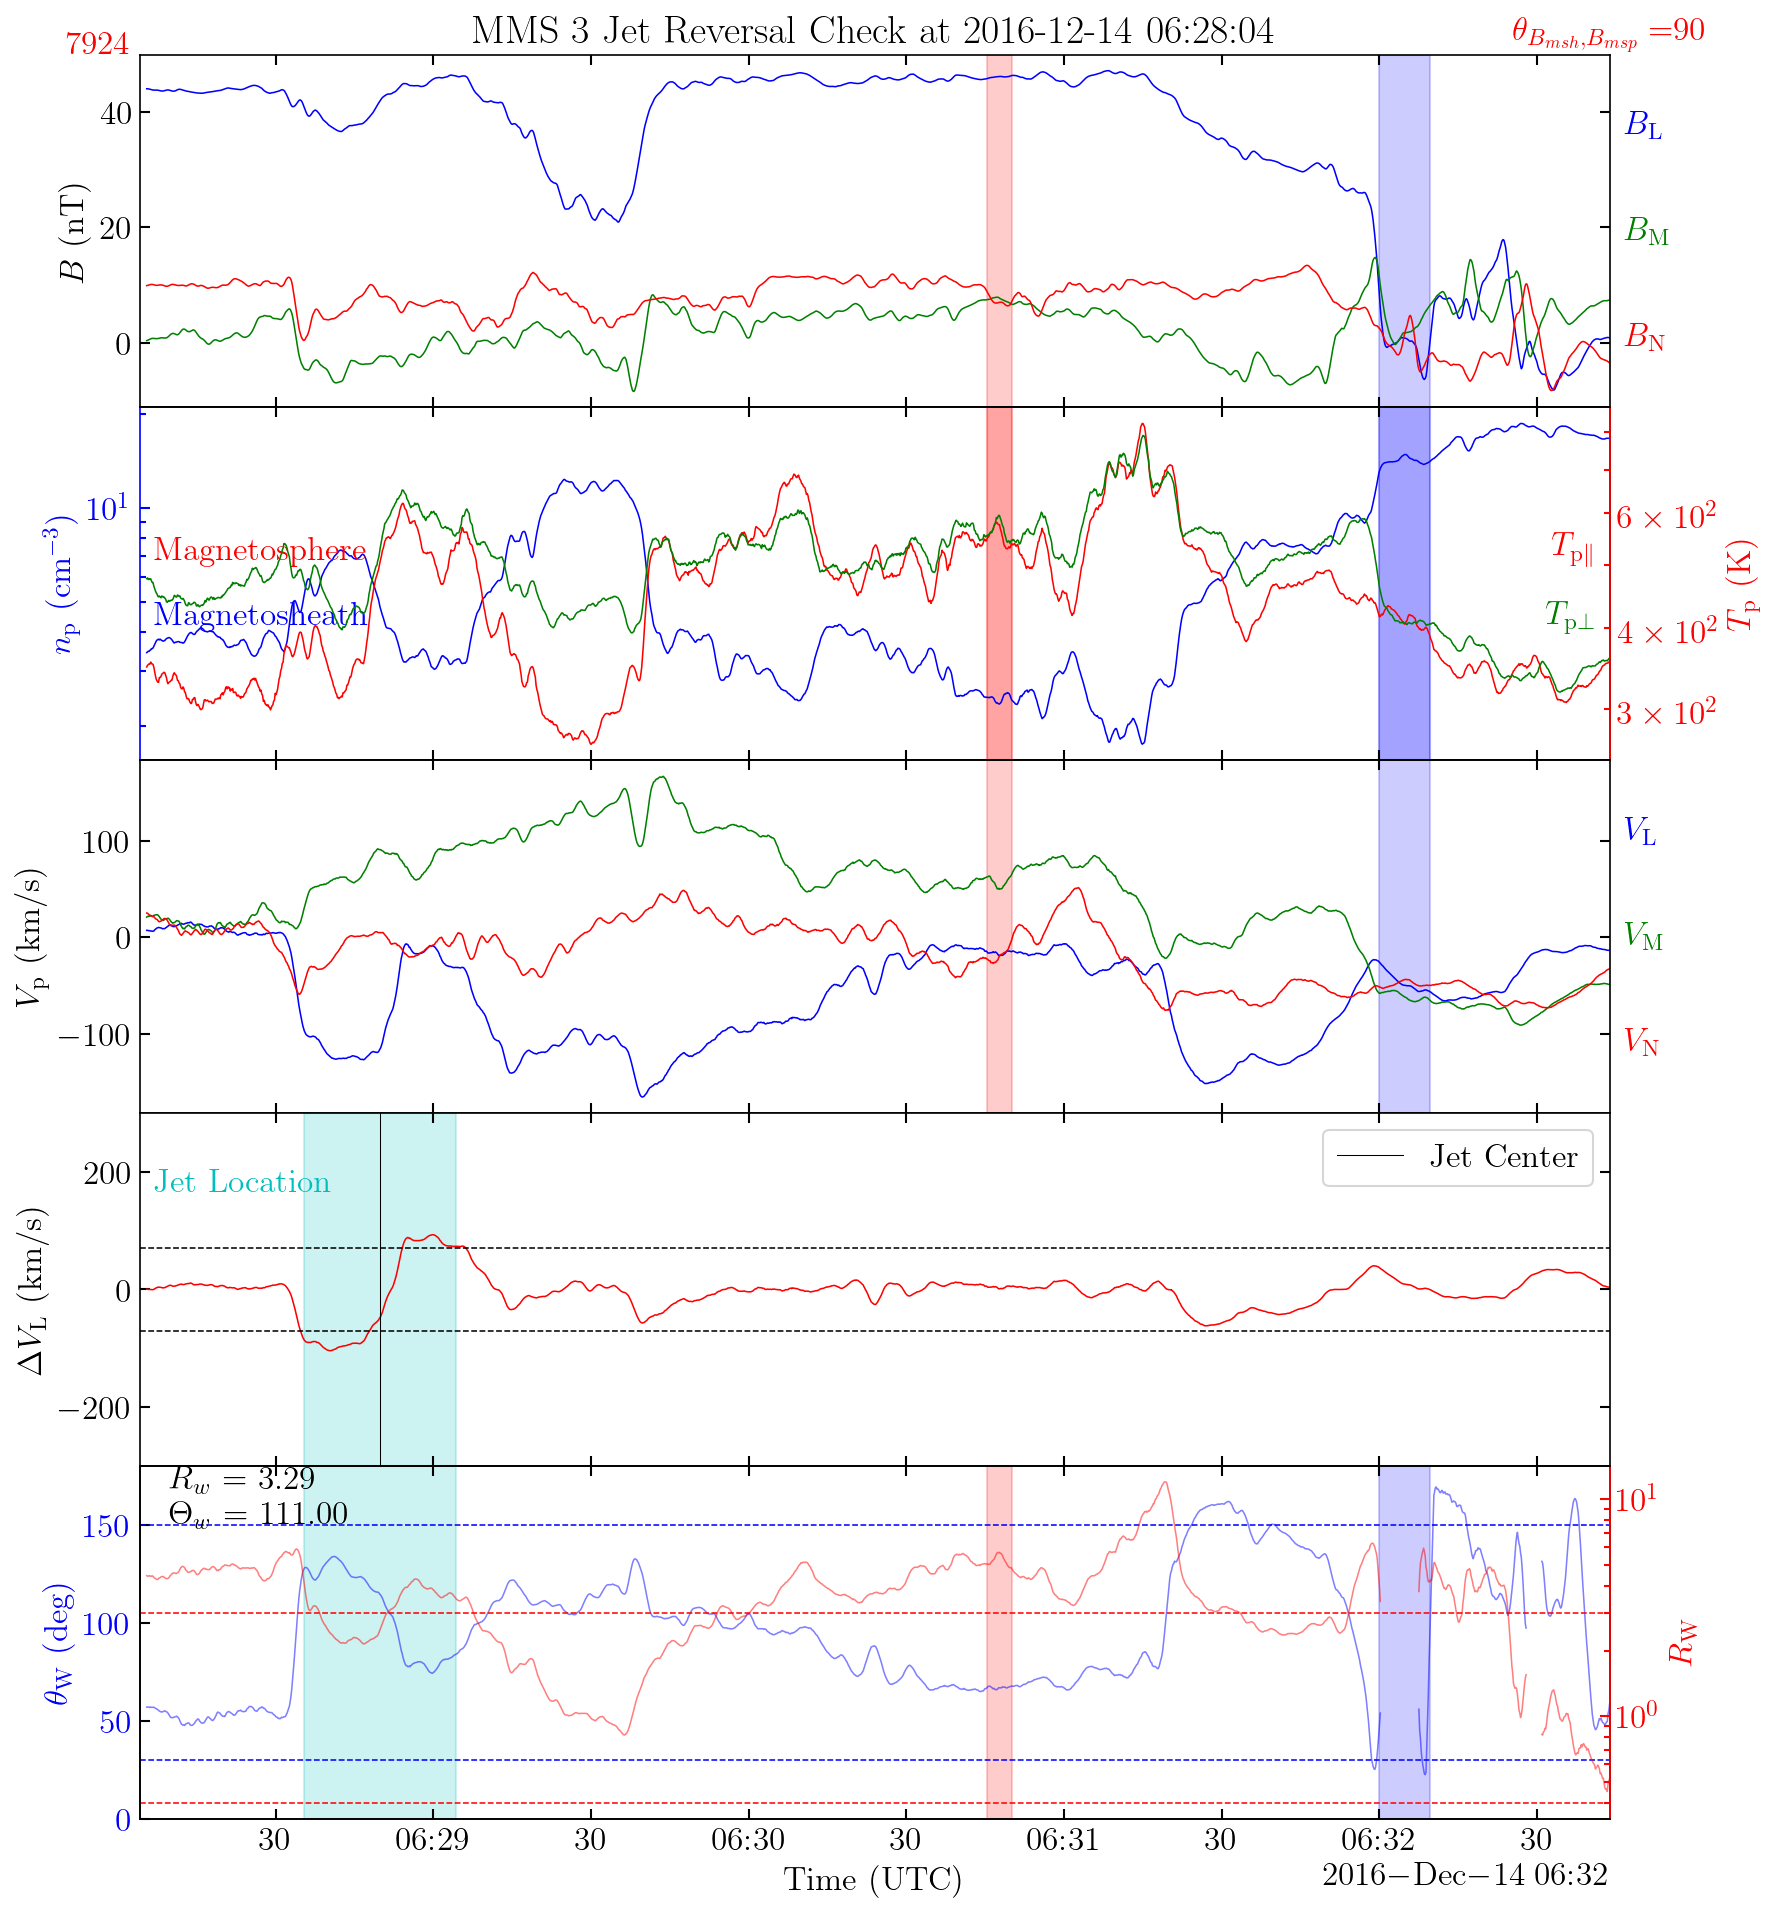 MMS 3 Jet Reversal Check at 2016-12-14 06:28:04
7924
θ_{B_{msh},B_{msp}} =90
40
20
0
B (nT)
B_L
B_M
B_N
10^1
n_p (cm^{−3})
Magnetosphere
Magnetosheath
T_{p∥}
T_{p⊥}
6 × 10^2
4 × 10^2
3 × 10^2
T_p (K)
100
0
−100
V_p (km/s)
V_L
V_M
V_N
200
0
−200
ΔV_L (km/s)
Jet Location
Jet Center
R_w = 3.29
Θ_w = 111.00
150
100
50
0
θ_W (deg)
10^1
10^0
R_W
30 06:29 30 06:30 30 06:31 30 06:32 30
Time (UTC)
2016−Dec−14 06:32